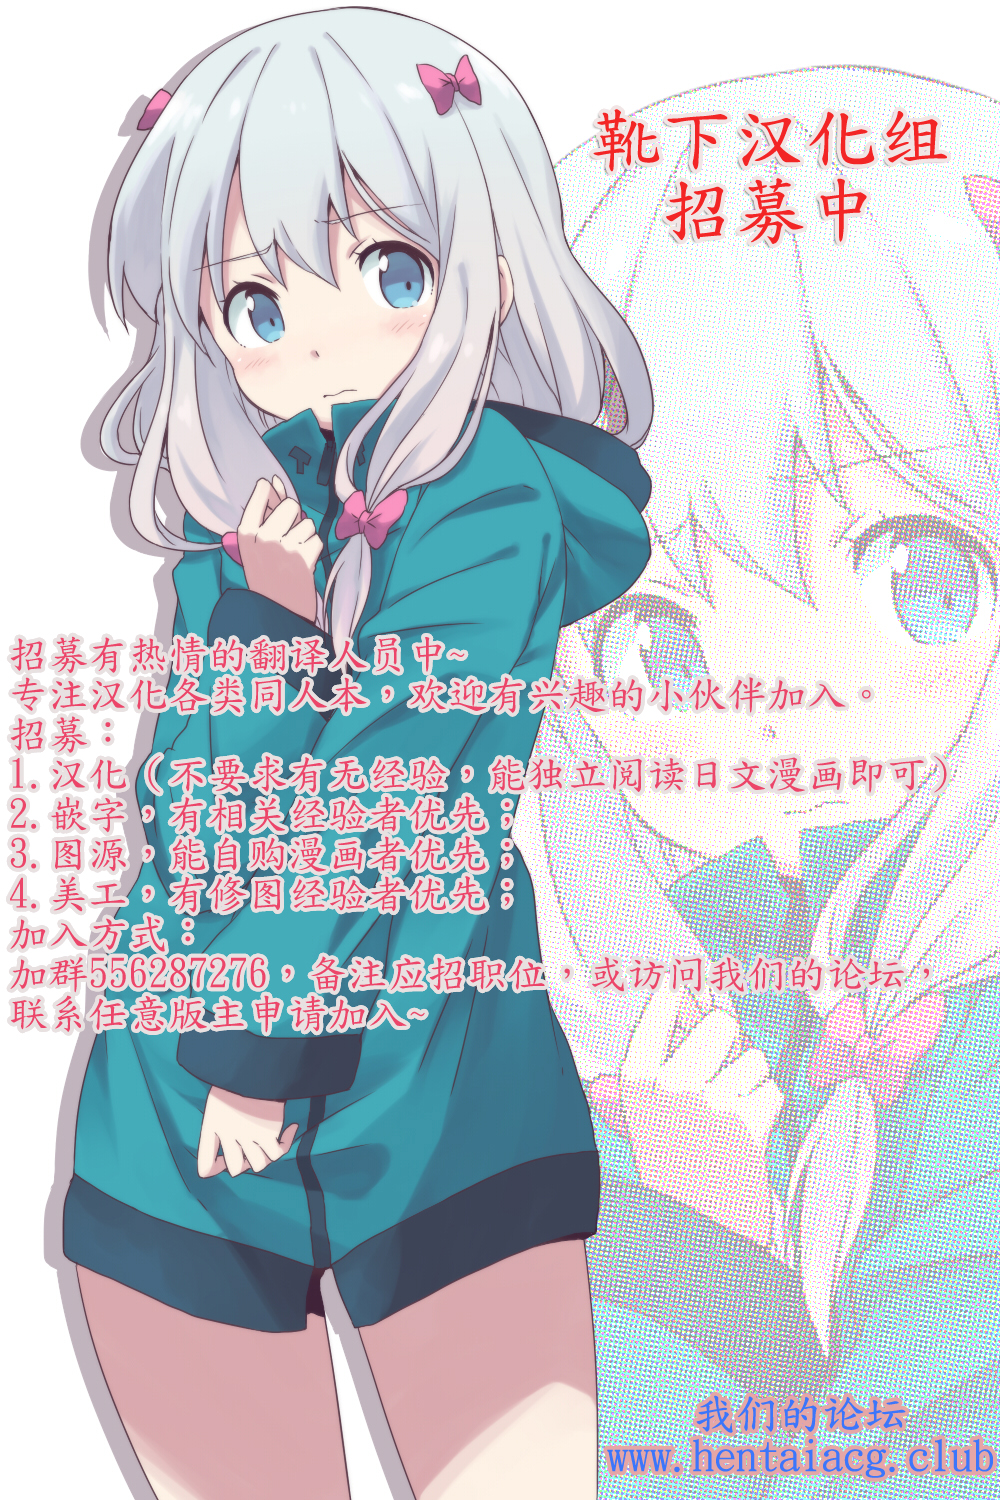 靴下汉化组
招募中
招募有热情的翻译人员中~
专注汉化各类同人本，欢迎有兴趣的小伙伴加入。
招募：
1.汉化（不要求有无经验，能独立阅读日文漫画即可）
2.嵌字，有相关经验者优先；
3.图源，能自购漫画者优先；
4.美工，有修图经验者优先；
加入方式：
加群556287276，备注应招职位，或访问我们的论坛，
联系任意版主申请加入~
我们的论坛
www.hentaiacg.club